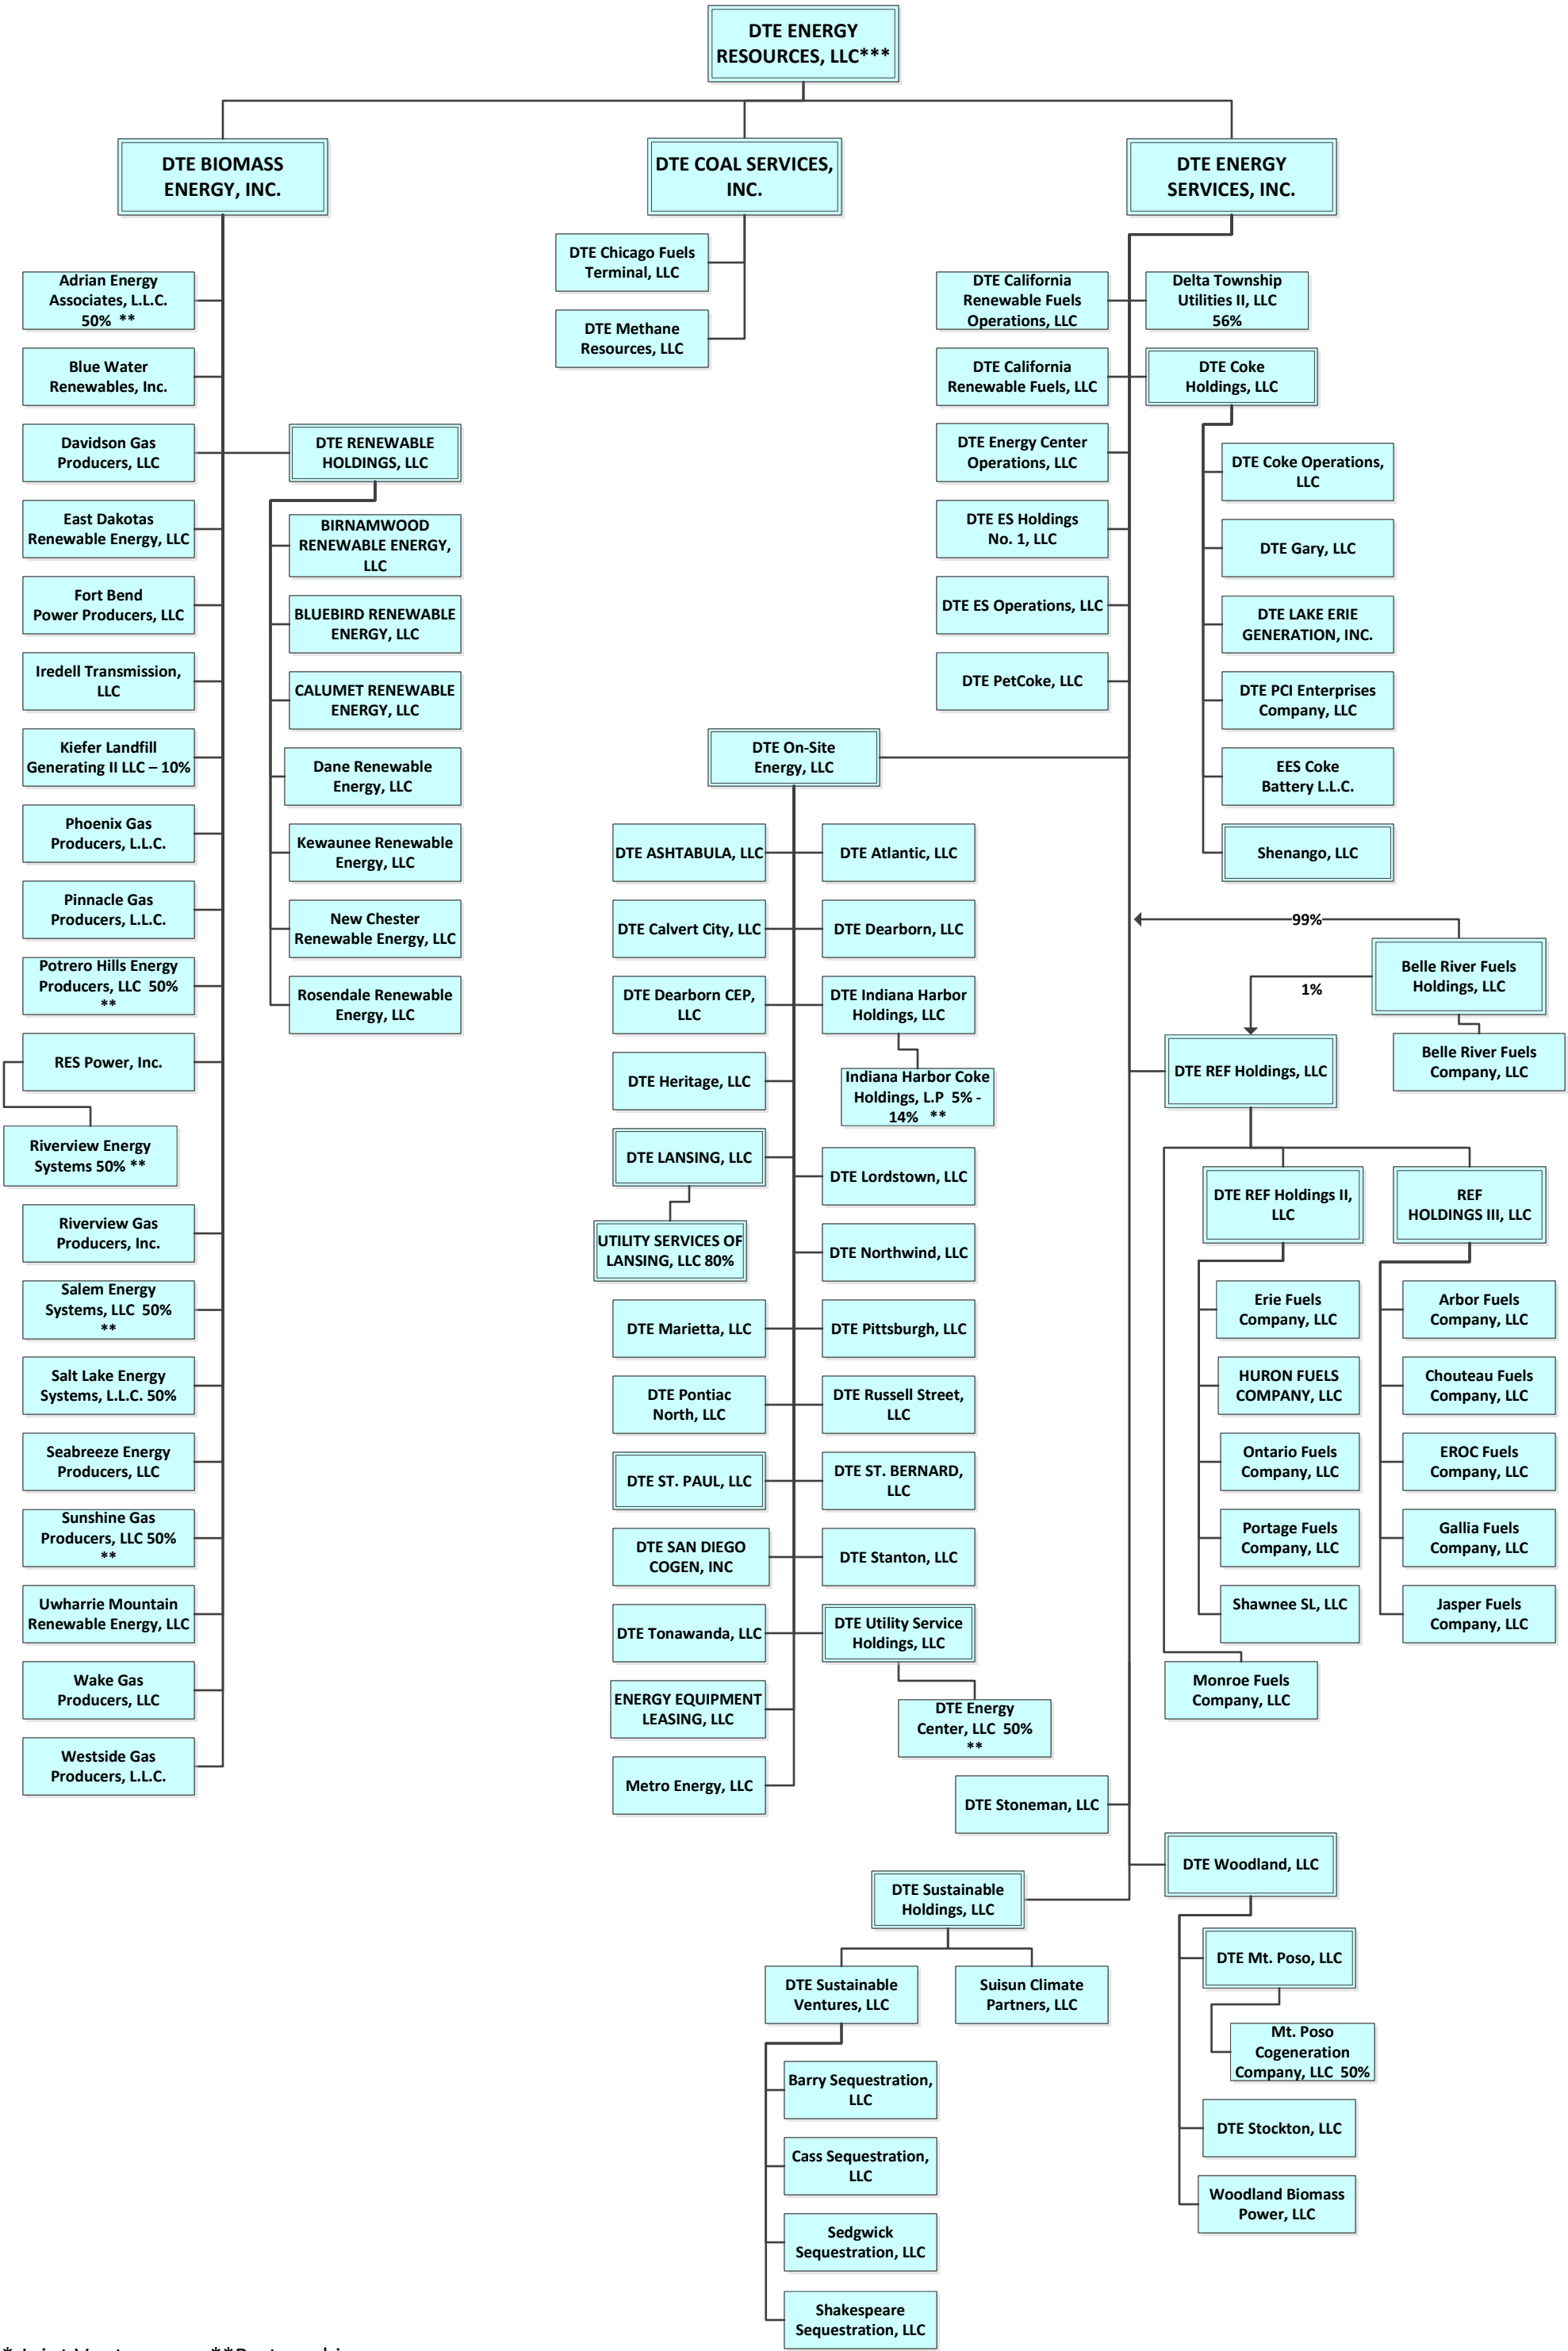 DTE ENERGY
RESOURCES, LLC***
DTE BIOMASS
ENERGY, INC.
DTE COAL SERVICES,
INC.
DTE ENERGY
SERVICES, INC.
Adrian Energy
Associates, L.L.C.
50% **
Blue Water
Renewables, Inc.
Davidson Gas
Producers, LLC
East Dakotas
Renewable Energy, LLC
Fort Bend
Power Producers, LLC
Iredell Transmission,
LLC
Kiefer Landfill
Generating II LLC – 10%
Phoenix Gas
Producers, L.L.C.
Pinnacle Gas
Producers, L.L.C.
Potrero Hills Energy
Producers, LLC 50%
**
RES Power, Inc.
Riverview Energy
Systems 50% **
Riverview Gas
Producers, Inc.
Salem Energy
Systems, LLC 50%
**
Salt Lake Energy
Systems, L.L.C. 50%
Seabreeze Energy
Producers, LLC
Sunshine Gas
Producers, LLC 50%
**
Uwharrie Mountain
Renewable Energy, LLC
Wake Gas
Producers, LLC
Westside Gas
Producers, L.L.C.
DTE RENEWABLE
HOLDINGS, LLC
BIRNAMWOOD
RENEWABLE ENERGY,
LLC
BLUEBIRD RENEWABLE
ENERGY, LLC
CALUMET RENEWABLE
ENERGY, LLC
Dane Renewable
Energy, LLC
Kewaunee Renewable
Energy, LLC
New Chester
Renewable Energy, LLC
Rosendale Renewable
Energy, LLC
DTE Chicago Fuels
Terminal, LLC
DTE Methane
Resources, LLC
DTE California
Renewable Fuels
Operations, LLC
Delta Township
Utilities II, LLC
56%
DTE California
Renewable Fuels, LLC
DTE Coke
Holdings, LLC
DTE Energy Center
Operations, LLC
DTE ES Holdings
No. 1, LLC
DTE ES Operations, LLC
DTE PetCoke, LLC
DTE Coke Operations,
LLC
DTE Gary, LLC
DTE LAKE ERIE
GENERATION, INC.
DTE PCI Enterprises
Company, LLC
EES Coke
Battery L.L.C.
Shenango, LLC
DTE On-Site
Energy, LLC
DTE ASHTABULA, LLC
DTE Atlantic, LLC
DTE Calvert City, LLC
DTE Dearborn, LLC
DTE Dearborn CEP,
LLC
DTE Indiana Harbor
Holdings, LLC
DTE Heritage, LLC
Indiana Harbor Coke
Holdings, L.P 5% -
14% **
DTE LANSING, LLC
DTE Lordstown, LLC
UTILITY SERVICES OF
LANSING, LLC 80%
DTE Northwind, LLC
DTE Marietta, LLC
DTE Pittsburgh, LLC
DTE Pontiac
North, LLC
DTE Russell Street,
LLC
DTE ST. PAUL, LLC
DTE ST. BERNARD,
LLC
DTE SAN DIEGO
COGEN, INC
DTE Stanton, LLC
DTE Tonawanda, LLC
DTE Utility Service
Holdings, LLC
ENERGY EQUIPMENT
LEASING, LLC
DTE Energy
Center, LLC 50%
**
Metro Energy, LLC
99%
Belle River Fuels
Holdings, LLC
1%
Belle River Fuels
Company, LLC
DTE REF Holdings, LLC
DTE REF Holdings II,
LLC
REF
HOLDINGS III, LLC
Erie Fuels
Company, LLC
Arbor Fuels
Company, LLC
HURON FUELS
COMPANY, LLC
Chouteau Fuels
Company, LLC
Ontario Fuels
Company, LLC
EROC Fuels
Company, LLC
Portage Fuels
Company, LLC
Gallia Fuels
Company, LLC
Shawnee SL, LLC
Jasper Fuels
Company, LLC
Monroe Fuels
Company, LLC
DTE Stoneman, LLC
DTE Woodland, LLC
DTE Sustainable
Holdings, LLC
DTE Sustainable
Ventures, LLC
Suisun Climate
Partners, LLC
Barry Sequestration,
LLC
Cass Sequestration,
LLC
Sedgwick
Sequestration, LLC
Shakespeare
Sequestration, LLC
DTE Mt. Poso, LLC
Mt. Poso
Cogeneration
Company, LLC 50%
DTE Stockton, LLC
Woodland Biomass
Power, LLC